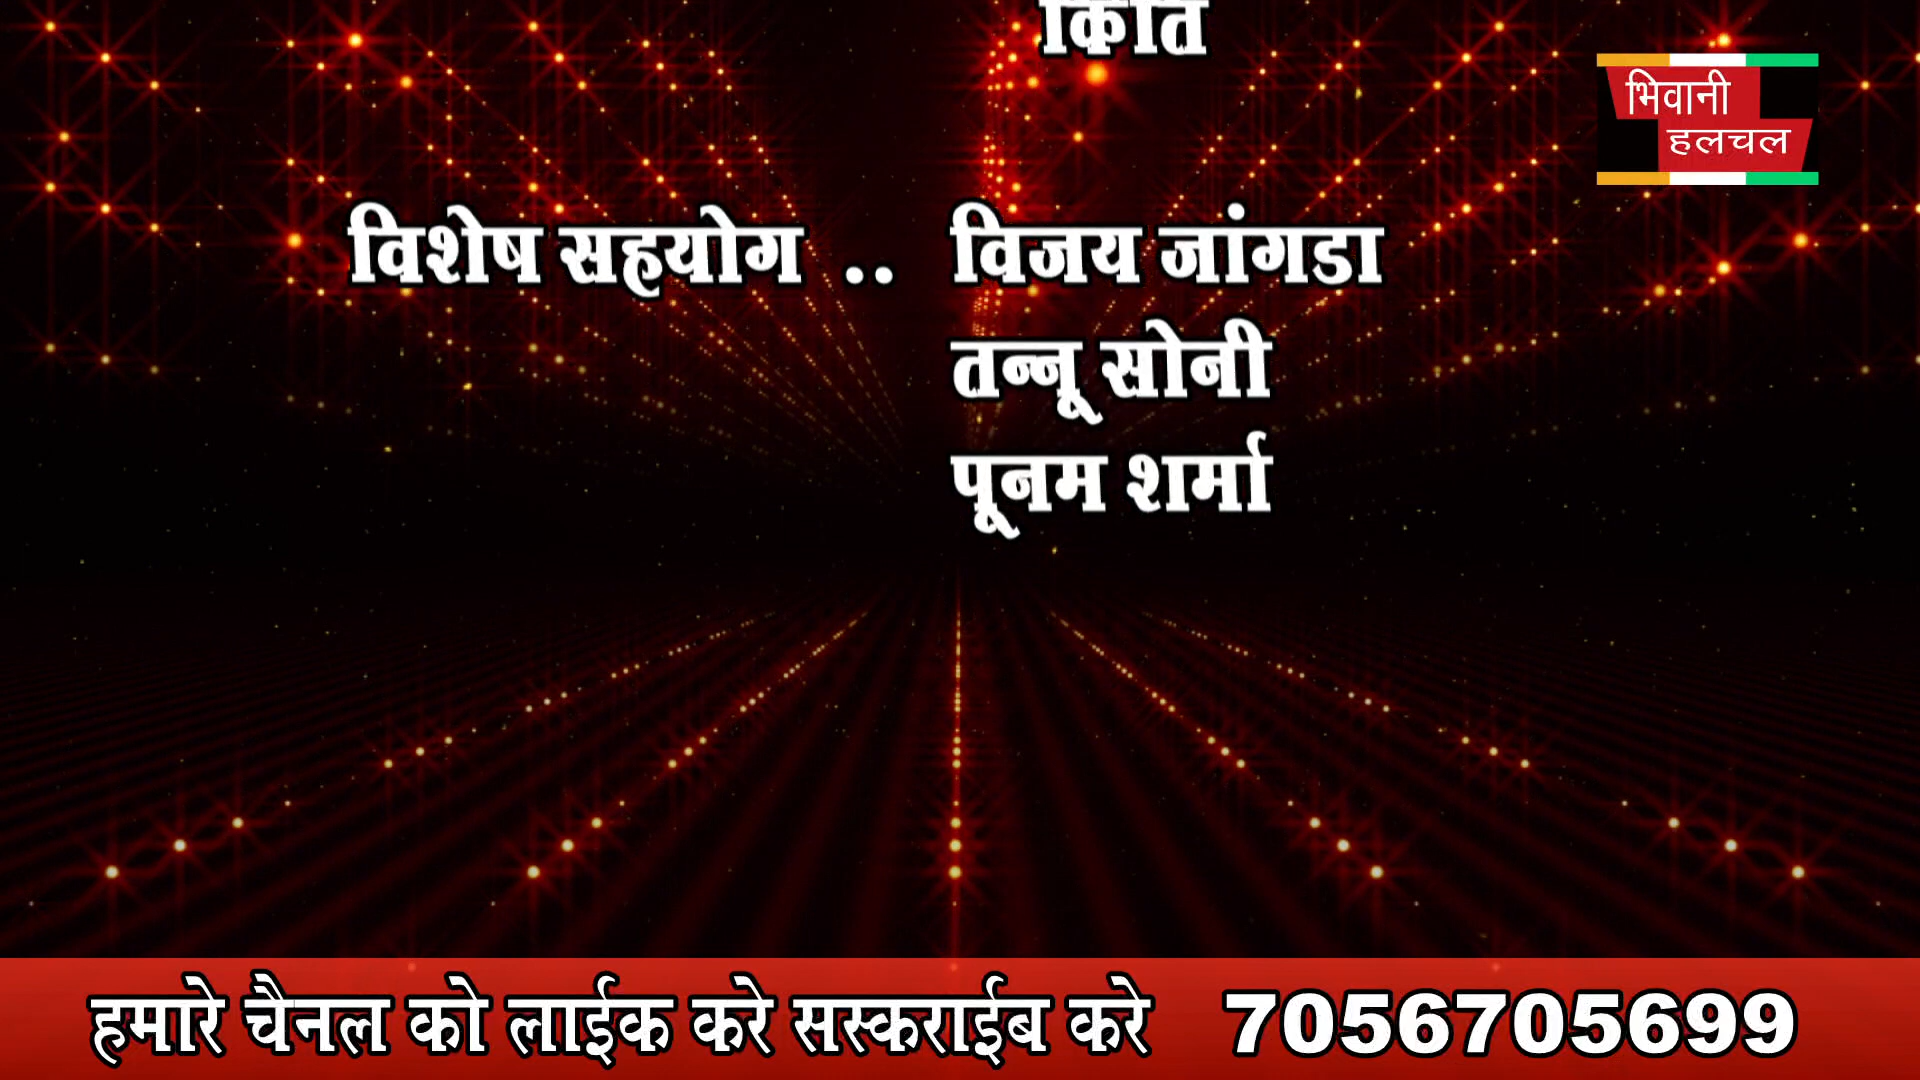 भिवानी
हलचल
विशेष सहयोग .. विजय जांगडा
तन्नू सोनी
पूनम शर्मा
हमारे चैनल को लाईक करे सस्कराईब करे 7056705699